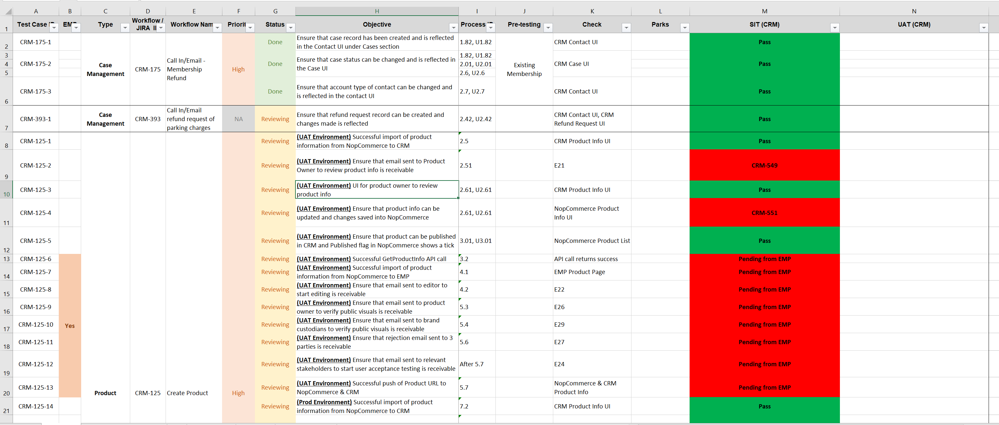 A B C D E F G H I J K L M N
1 Test Case ID EMP Type Workflow / JIRA ID Workflow Nam Priorit Status Objective Process ID Pre-testing Check Parks SIT (CRM) UAT (CRM)
2 CRM-175-1 Done Ensure that case record has been created and is reflected in the Contact UI under Cases section 1.82, U1.82 CRM Contact UI Pass
3 1.82, U1.82
4 CRM-175-2 Done Ensure that case status can be changed and is reflected in the Case UI 2.01, U2.01 CRM Case UI Pass
5 2.6, U2.6
Case Management CRM-175 Call In/Email - Membership Refund High Existing Membership
6 CRM-175-3 Done Ensure that account type of contact can be changed and is reflected in the contact UI 2.7, U2.7 CRM Contact UI Pass
7 CRM-393-1 Case Management CRM-393 Call In/Email refund request of parking charges NA Reviewing Ensure that refund request record can be created and changes made is reflected 2.42, U2.42 CRM Contact UI, CRM Refund Request UI Pass
8 CRM-125-1 Reviewing (UAT Environment) Successful import of product information from NopCommerce to CRM 2.5 CRM Product Info UI Pass
9 CRM-125-2 Reviewing (UAT Environment) Ensure that email sent to Product Owner to review product info is receivable 2.51 E21 CRM-549
10 CRM-125-3 Reviewing (UAT Environment) UI for product owner to review product info 2.61, U2.61 CRM Product Info UI Pass
11 CRM-125-4 Reviewing (UAT Environment) Ensure that product info can be updated and changes saved into NopCommerce 2.61, U2.61 NopCommerce Product Info UI CRM-551
12 CRM-125-5 Reviewing (UAT Environment) Ensure that product can be published in CRM and Published flag in NopCommerce shows a tick 3.01, U3.01 NopCommerce Product List Pass
13 CRM-125-6 Reviewing (UAT Environment) Successful GetProductInfo API call 3.2 API call returns success Pending from EMP
14 CRM-125-7 Reviewing (UAT Environment) Successful import of product information from NopCommerce to EMP 4.1 EMP Product Page Pending from EMP
15 CRM-125-8 Reviewing (UAT Environment) Ensure that email sent to editor to start editing is receivable 4.2 E22 Pending from EMP
16 CRM-125-9 Reviewing (UAT Environment) Ensure that email sent to product owner to verify public visuals is receivable 5.3 E26 Pending from EMP
17 CRM-125-10 Yes Reviewing (UAT Environment) Ensure that email sent to brand custodians to verify public visuals is receivable 5.4 E29 Pending from EMP
18 CRM-125-11 Reviewing (UAT Environment) Ensure that rejection email sent to 3 parties is receivable 5.6 E27 Pending from EMP
19 CRM-125-12 Reviewing (UAT Environment) Ensure that email sent to relevant stakeholders to start user acceptance testing is receivable After 5.7 E24 Pending from EMP
20 CRM-125-13 Product CRM-125 Create Product High Reviewing (UAT Environment) Successful push of Product URL to NopCommerce & CRM 5.7 NopCommerce & CRM Product Info Pending from EMP
21 CRM-125-14 Reviewing (Prod Environment) Successful import of product information from NopCommerce to CRM 7.2 CRM Product Info UI Pass